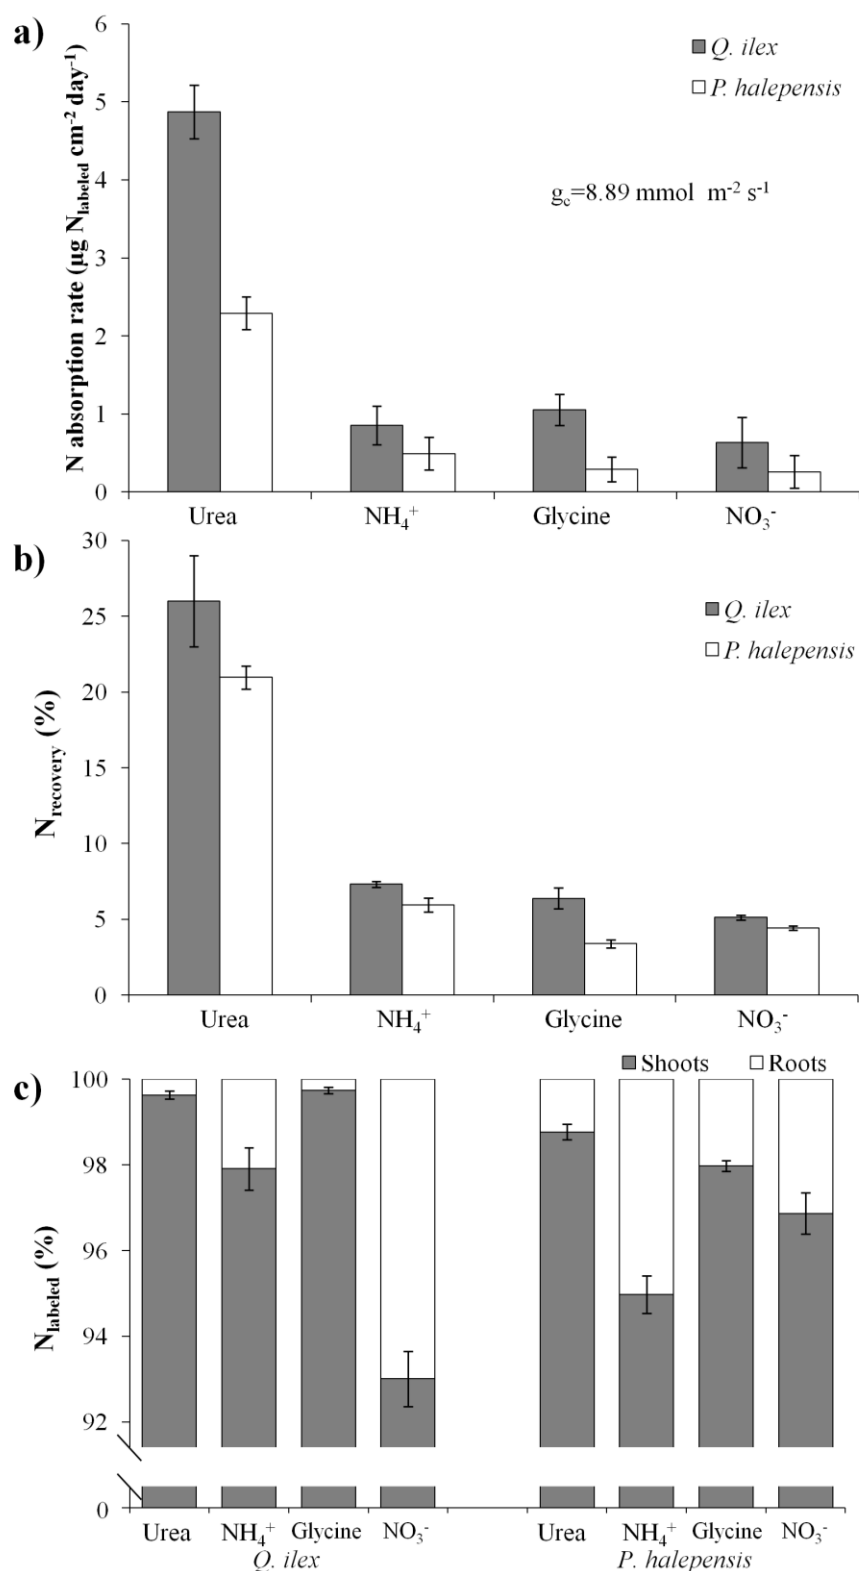 a)
N absorption rate (µg N_labeled cm⁻² day⁻¹)
6
5
4
3
2
1
0
Q. ilex
P. halepensis
g_c=8.89 mmol m⁻² s⁻¹
Urea NH₄⁺ Glycine NO₃⁻
b)
N_recovery (%)
30
25
20
15
10
5
0
Q. ilex
P. halepensis
Urea NH₄⁺ Glycine NO₃⁻
c)
N_labeled (%)
Shoots Roots
100
98
96
94
92
0
Urea NH₄⁺ Glycine NO₃⁻ Urea NH₄⁺ Glycine NO₃⁻
Q. ilex P. halepensis